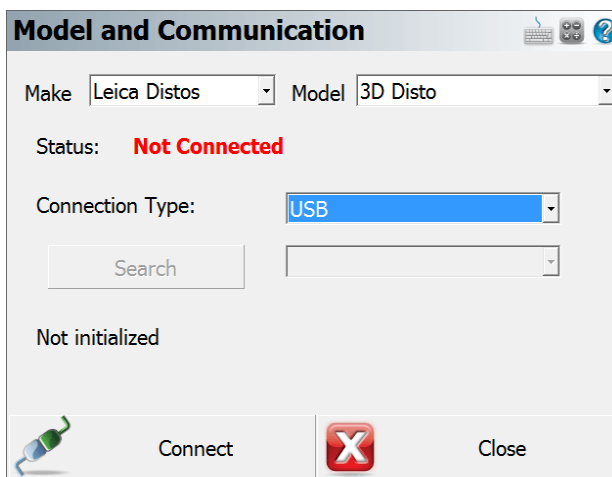 Model and Communication
Make Leica Distos Model 3D Disto
Status: Not Connected
Connection Type: USB
Search
Not initialized
Connect Close